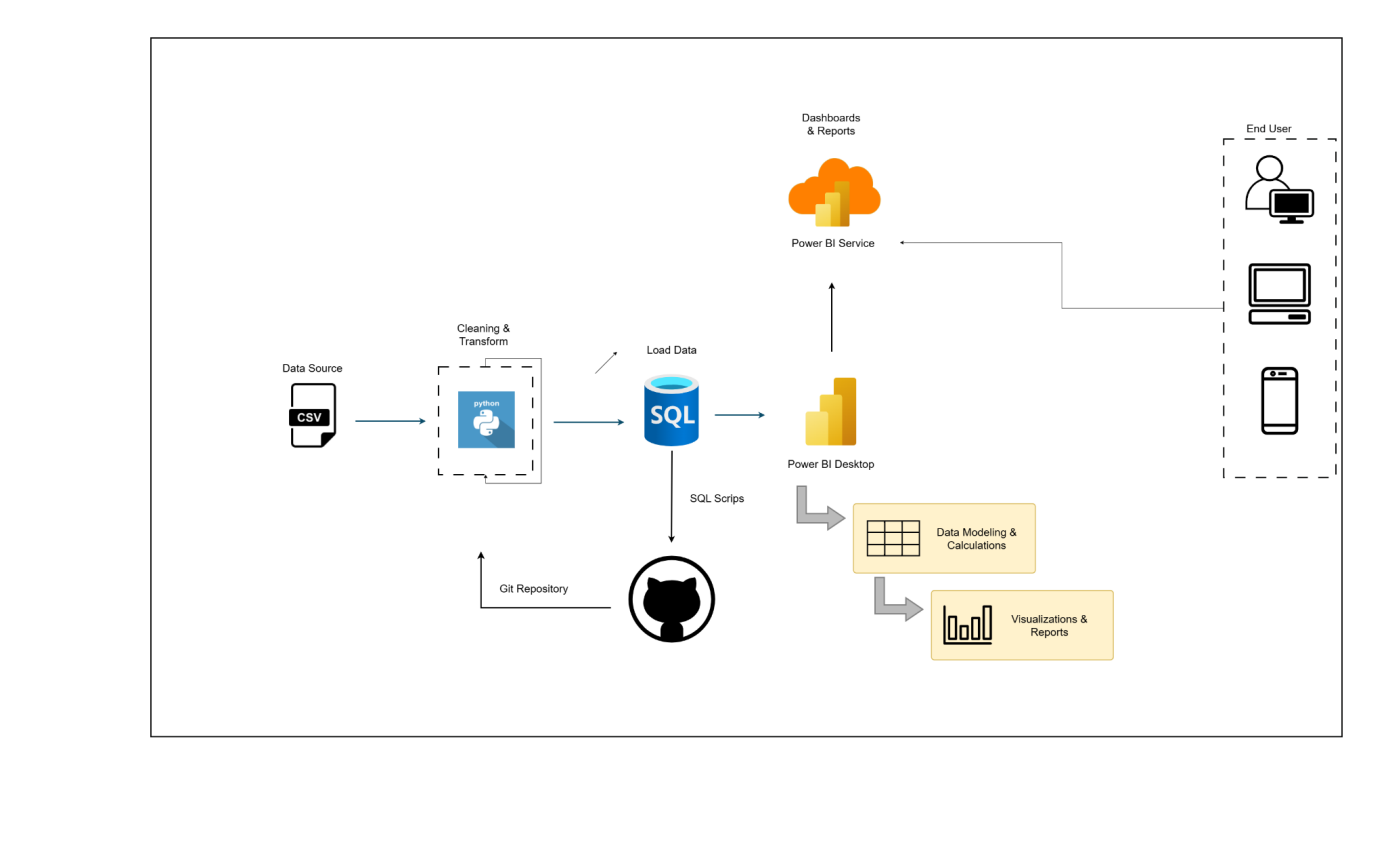 Dashboards
& Reports
End User
Power BI Service
Cleaning &
Transform
Load Data
Data Source
python
CSV
SQL
Power BI Desktop
SQL Scrips
Data Modeling &
Calculations
Git Repository
Visualizations &
Reports